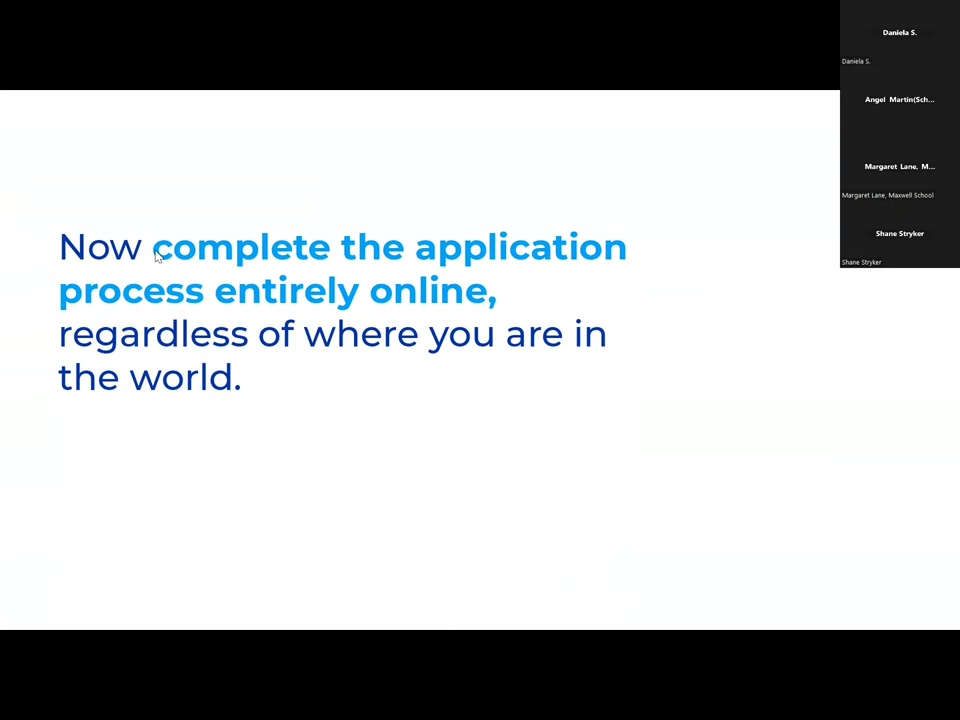 Now complete the application
process entirely online,
regardless of where you are in
the world.
Daniela S.
Daniela S.
Angel Martin(Sch...
Margaret Lane, M...
Margaret Lane, Maxwell School
Shane Stryker
Shane Stryker